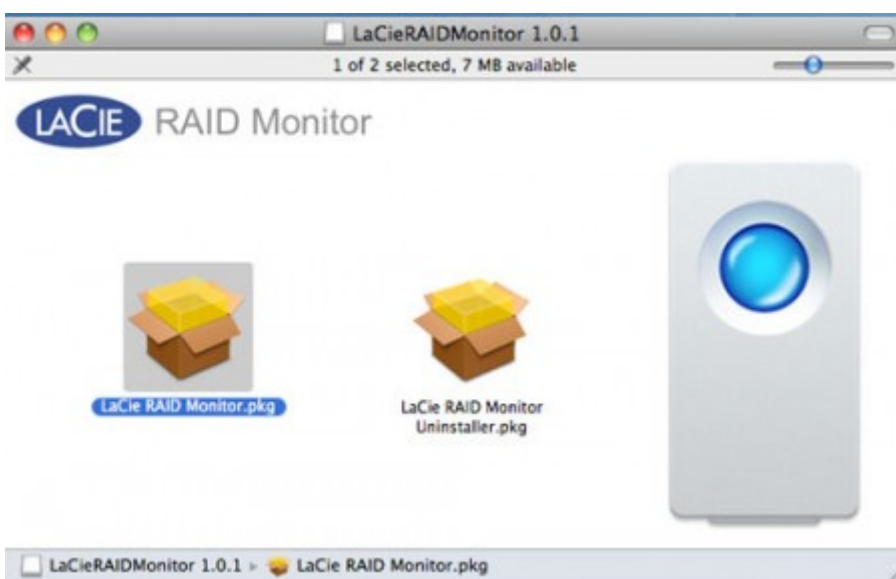 LaCieRAIDMonitor 1.0.1
1 of 2 selected, 7 MB available
LACIE RAID Monitor
LaCie RAID Monitor.pkg
LaCie RAID Monitor
Uninstaller.pkg
LaCieRAIDMonitor 1.0.1 ▸ LaCie RAID Monitor.pkg